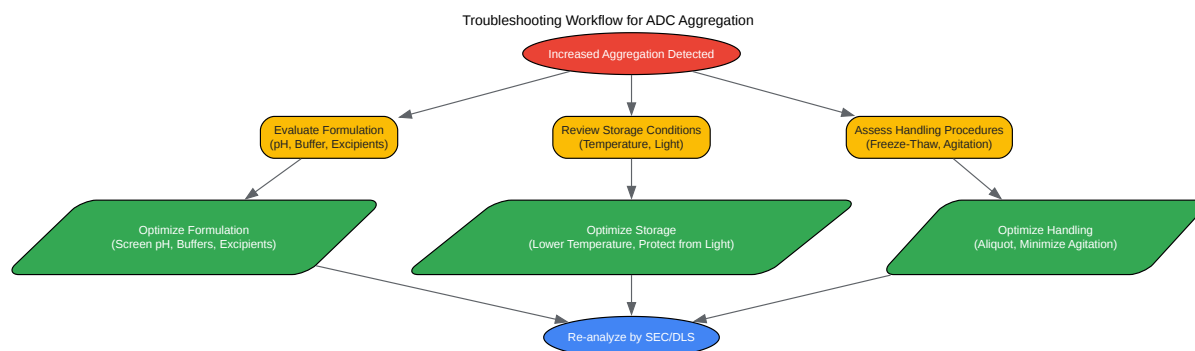 Troubleshooting Workflow for ADC Aggregation
Increased Aggregation Detected
Evaluate Formulation
(pH, Buffer, Excipients)
Review Storage Conditions
(Temperature, Light)
Assess Handling Procedures
(Freeze-Thaw, Agitation)
Optimize Formulation
(Screen pH, Buffers, Excipients)
Optimize Storage
(Lower Temperature, Protect from Light)
Optimize Handling
(Aliquot, Minimize Agitation)
Re-analyze by SEC/DLS